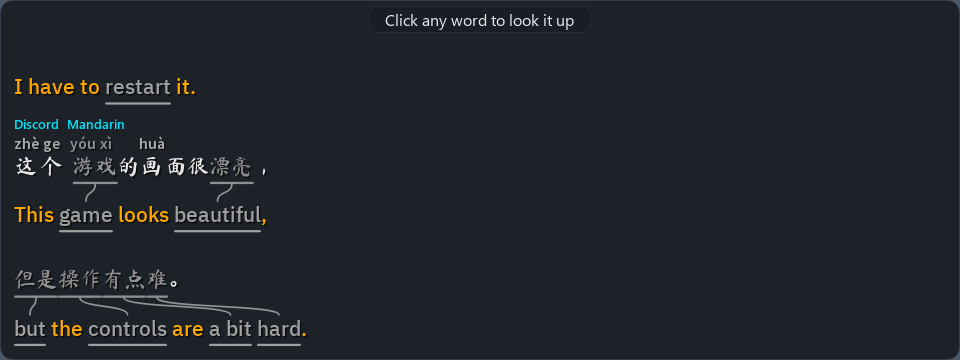 Click any word to look it up
I have to restart it.
Discord Mandarin
zhè ge yóu xì huà
这个 游戏的画面很漂亮，
This game looks beautiful,
但是操作有点难。
but the controls are a bit hard.